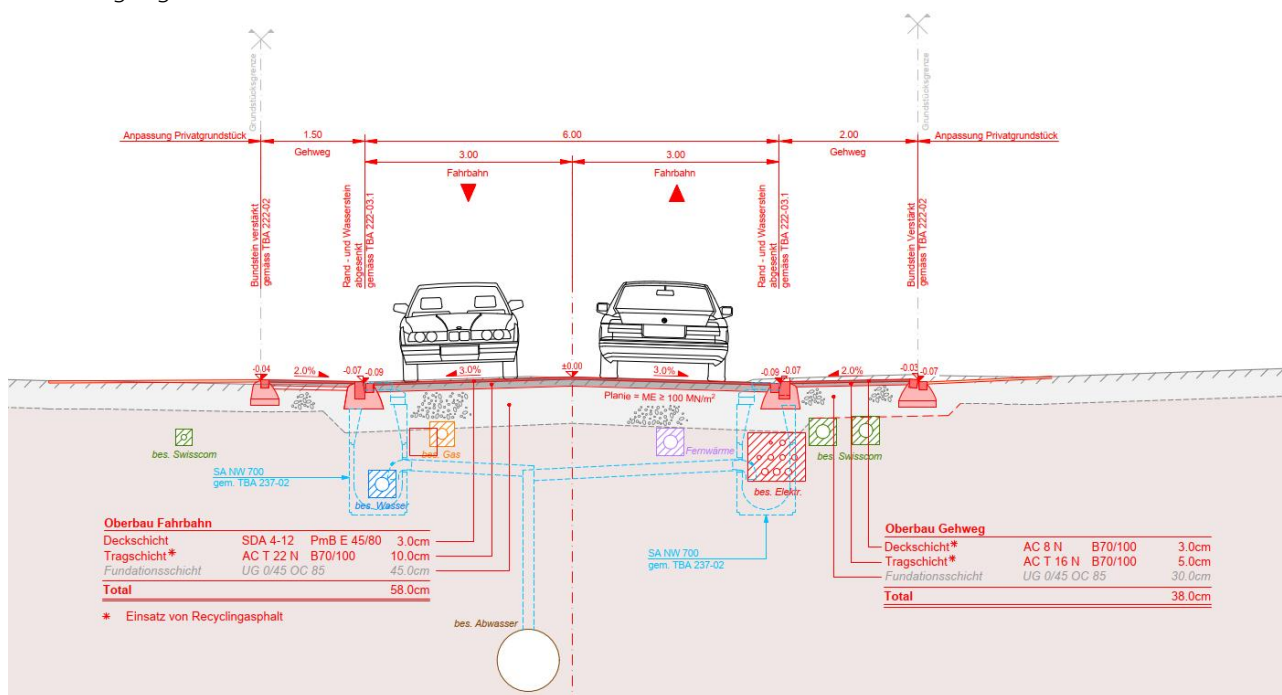 Grundstücksgrenze
Grundstücksgrenze
Anpassung Privatgrundstück
1.50
6.00
2.00
Anpassung Privatgrundstück
Gehweg
Gehweg
3.00
3.00
Fahrbahn
Fahrbahn
Bundstein verstärkt
gemäss TBA 222-02
Rand - und Wasserstein
abgesenkt
gemäss TBA 222-03.1
Rand - und Wasserstein
abgesenkt
gemäss TBA 222-03.1
Bundstein Verstärkt
gemäss TBA 222-02
-0.04
2.0%
-0.07
-0.09
3.0%
±0.00
3.0%
-0.09
-0.07
2.0%
-0.03
-0.07
Planie = ME ≥ 100 MN/m²
bes. Swisscom
bes. Gas
Fernwärme
bes. Swisscom
SA NW 700
gem. TBA 237-02
bes. Wasser
bes. Elektr.
Oberbau Fahrbahn
Deckschicht SDA 4-12 PmB E 45/80 3.0cm
Tragschicht* AC T 22 N B70/100 10.0cm
Fundationsschicht UG 0/45 OC 85 45.0cm
Total 58.0cm
* Einsatz von Recyclingasphalt
SA NW 700
gem. TBA 237-02
Oberbau Gehweg
Deckschicht* AC 8 N B70/100 3.0cm
Tragschicht* AC T 16 N B70/100 5.0cm
Fundationsschicht UG 0/45 OC 85 30.0cm
Total 38.0cm
bes. Abwasser